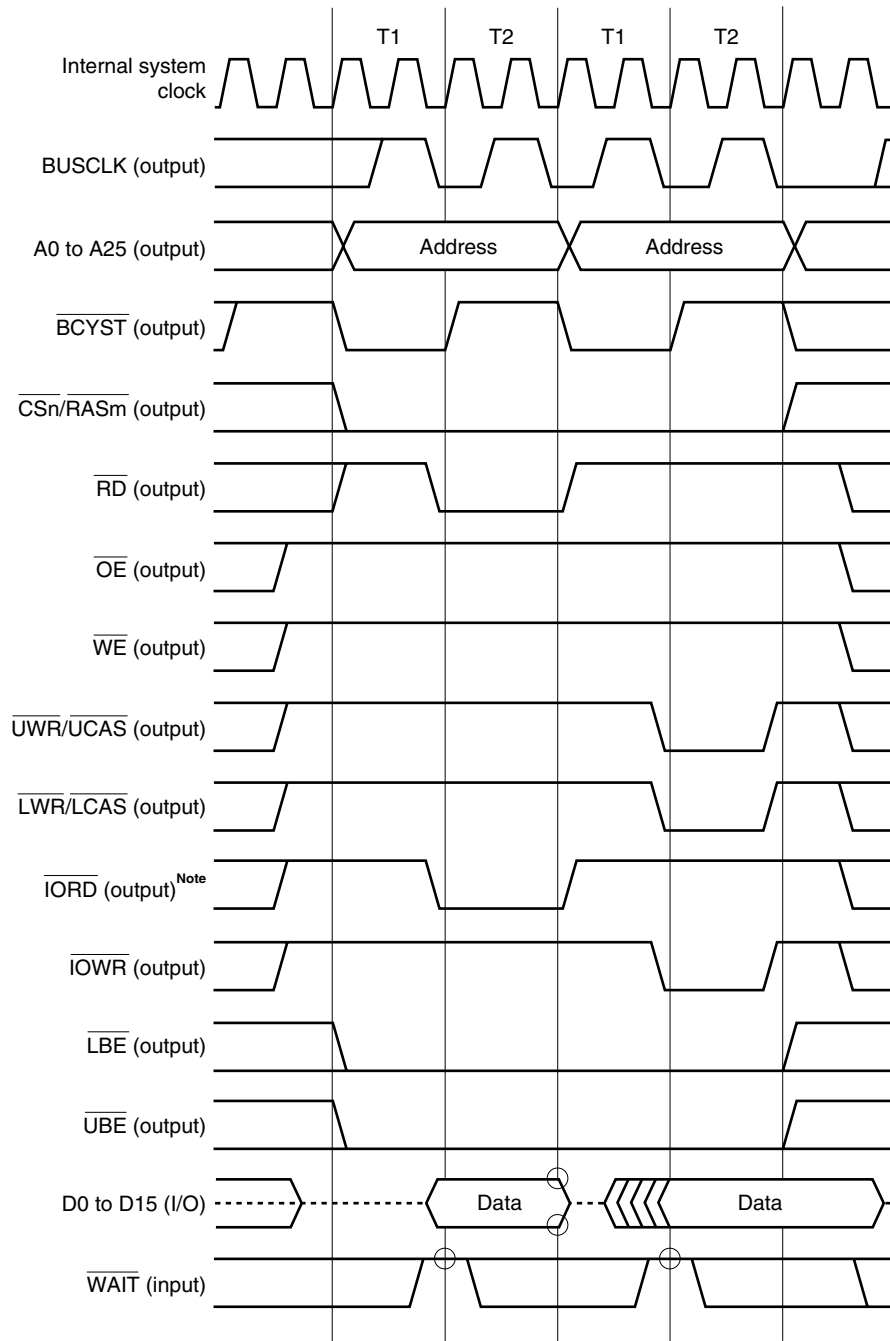 T1 T2 T1 T2
Internal system
clock
BUSCLK (output)
A0 to A25 (output) Address Address
BCYST (output)
CSn/RASm (output)
RD (output)
OE (output)
WE (output)
UWR/UCAS (output)
LWR/LCAS (output)
IORD (output)Note
IOWR (output)
LBE (output)
UBE (output)
D0 to D15 (I/O) Data Data
WAIT (input)